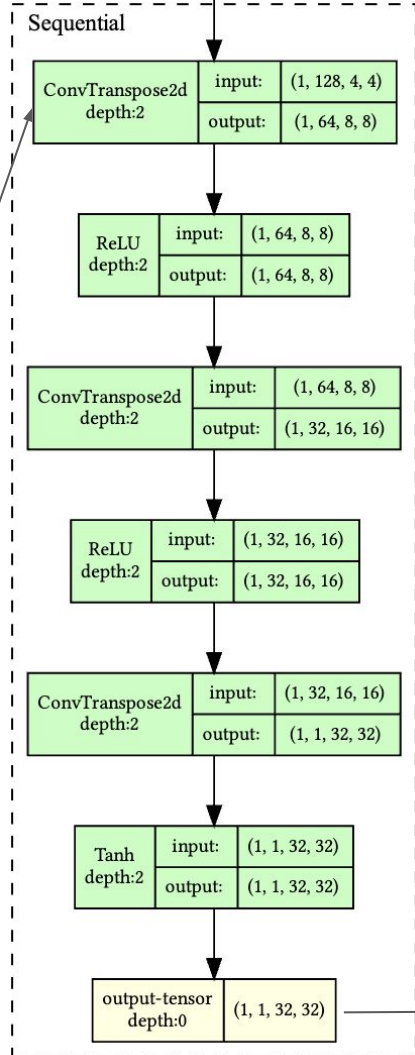 Sequential
ConvTranspose2d
depth:2
input:
(1, 128, 4, 4)
output:
(1, 64, 8, 8)
ReLU
depth:2
input:
(1, 64, 8, 8)
output:
(1, 64, 8, 8)
ConvTranspose2d
depth:2
input:
(1, 64, 8, 8)
output:
(1, 32, 16, 16)
ReLU
depth:2
input:
(1, 32, 16, 16)
output:
(1, 32, 16, 16)
ConvTranspose2d
depth:2
input:
(1, 32, 16, 16)
output:
(1, 1, 32, 32)
Tanh
depth:2
input:
(1, 1, 32, 32)
output:
(1, 1, 32, 32)
output-tensor
depth:0
(1, 1, 32, 32)